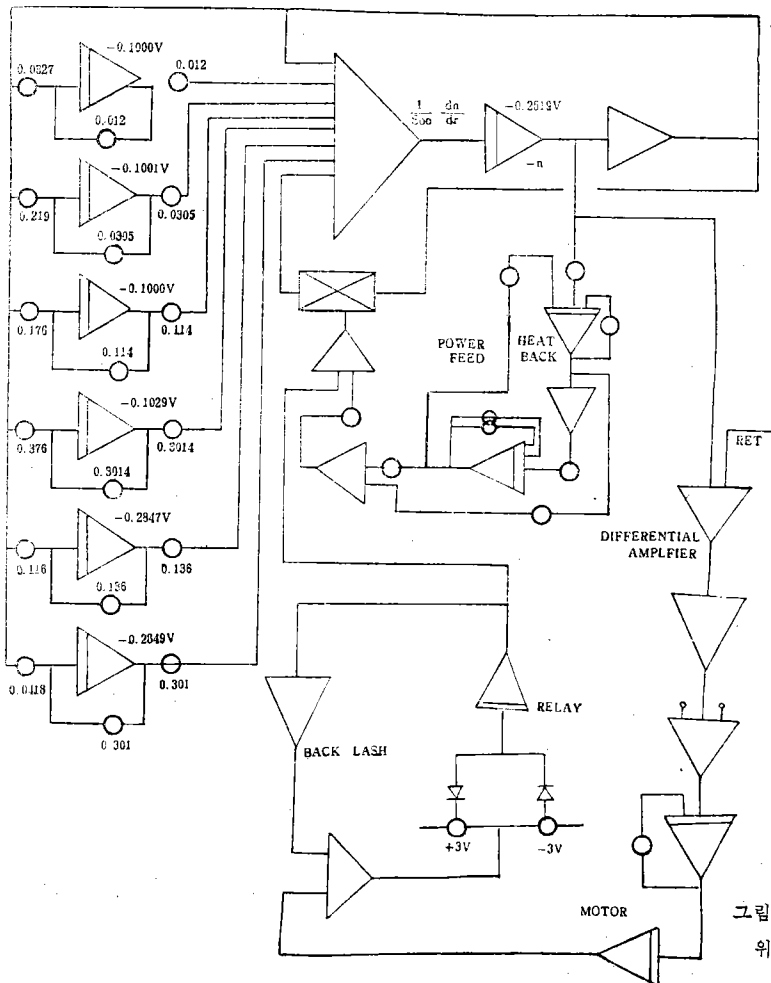 -0.1000V
0.0327
0.012
0.012
-0.1001V
0.219
0.0305
0.0305
-0.1000V
0.176
0.114
0.114
-0.1029V
0.376
0.3014
0.3014
-0.2847V
0.136
0.136
-0.2849V
0.0418
0.301
0.301
dn
-0.2519V
-n
POWER
FEED
HEAT
BACK
RET
DIFFERENTIAL
AMPLFIER
RELAY
BACK LASH
+3V
-3V
MOTOR
그림
위